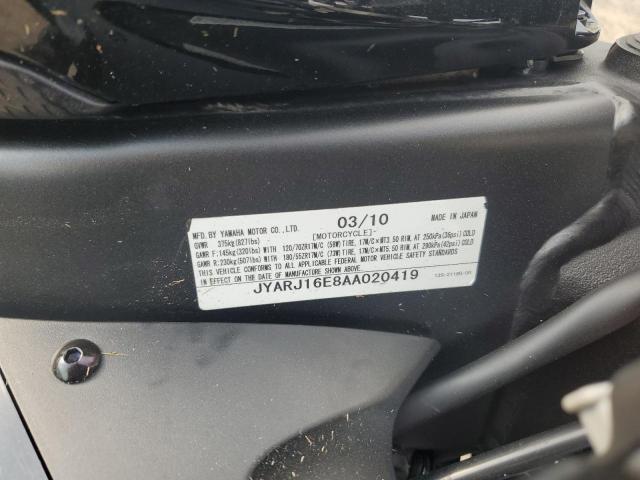 MFD.BY YAMAHA MOTOR CO.,LTD. 03/10 MADE IN JAPAN
GVWR 375kg(827lbs) [MOTORCYCLE]
GAWR F:145kg(320lbs)WITH 120/70ZR17M/C (58W)TIRE, 17M/C×MT3.50 RIM, AT 250kPa(36psi)COLD
GAWR R:230kg(507lbs)WITH 180/55ZR17M/C (73W)TIRE, 17M/C×MT5.50 RIM, AT 290kPa(42psi)COLD
THIS VEHICLE CONFORMS TO ALL APPLICABLE FEDERAL MOTOR VEHICLE SAFETY STANDARDS
IN EFFECT ON THE DATE OF MANUFACTURE SHOWN ABOVE.
JYARJ16E8AA020419